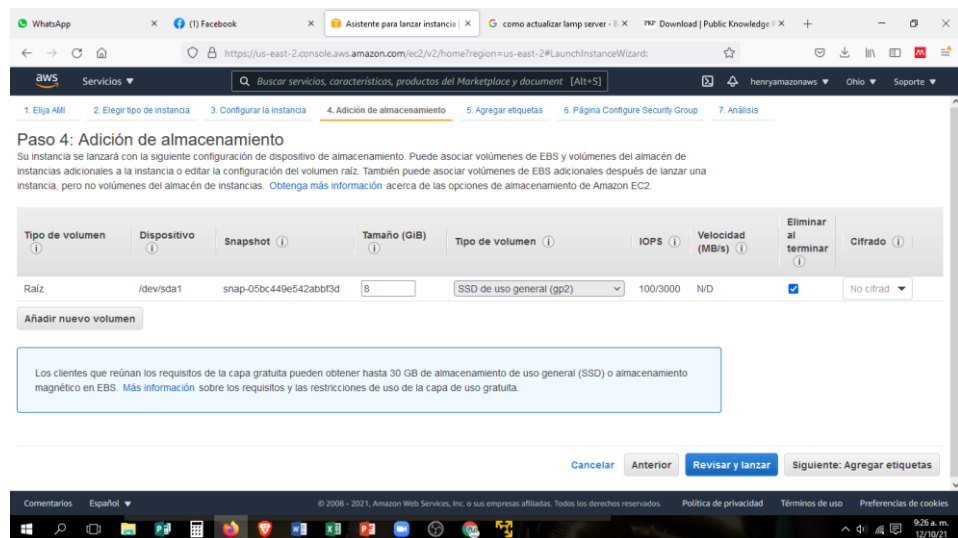 WhatsApp
(1) Facebook
Asistente para lanzar instancia |
como actualizar lamp server - B
PKP Download | Public Knowledge P
https://us-east-2.console.aws.amazon.com/ec2/v2/home?region=us-east-2#LaunchInstanceWizard:
aws
Servicios
Buscar servicios, características, productos del Marketplace y document [Alt+S]
henryamazonaws
Ohio
Soporte
1. Elija AMI
2. Elegir tipo de instancia
3. Configurar la instancia
4. Adición de almacenamiento
5. Agregar etiquetas
6. Página Configure Security Group
7. Análisis
Paso 4: Adición de almacenamiento
Su instancia se lanzará con la siguiente configuración de dispositivo de almacenamiento. Puede asociar volúmenes de EBS y volúmenes del almacén de
instancias adicionales a la instancia o editar la configuración del volumen raíz. También puede asociar volúmenes de EBS adicionales después de lanzar una
instancia, pero no volúmenes del almacén de instancias. Obtenga más información acerca de las opciones de almacenamiento de Amazon EC2.
Tipo de volumen
Dispositivo
Snapshot
Tamaño (GiB)
Tipo de volumen
IOPS
Velocidad
(MB/s)
Eliminar
al
terminar
Cifrado
Raíz
/dev/sda1
snap-05bc449e542abbf3d
8
SSD de uso general (gp2)
100/3000
N/D
No cifrad
Añadir nuevo volumen
Los clientes que reúnan los requisitos de la capa gratuita pueden obtener hasta 30 GB de almacenamiento de uso general (SSD) o almacenamiento
magnético en EBS. Más información sobre los requisitos y las restricciones de uso de la capa de uso gratuita.
Cancelar
Anterior
Revisar y lanzar
Siguiente: Agregar etiquetas
Comentarios
Español
© 2008 - 2021, Amazon Web Services, Inc. o sus empresas afiliadas. Todos los derechos reservados.
Política de privacidad
Términos de uso
Preferencias de cookies
9:26 a. m.
12/10/21